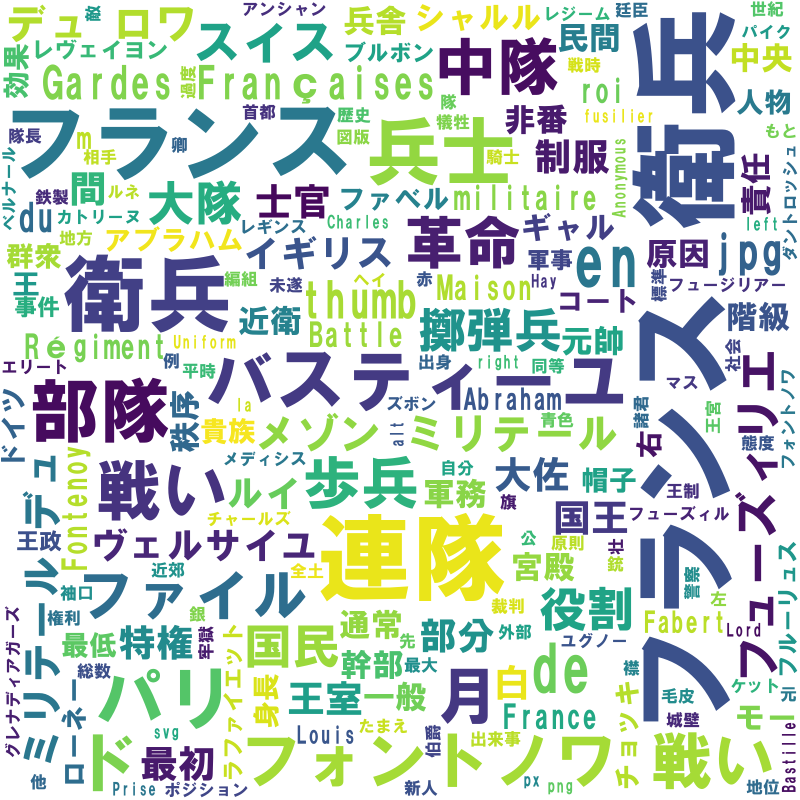 デュ
ロワ
アンシャン
兵舎
シャルル
レジーム
廷臣
世紀
敵
レヴェイヨン
スイス
ブルボン
民間
パイク
効果
Gardes
Françaises
過度
中隊
戦時
roi
中央
衛兵
首都
歴史
隊
fusilier
人物
フランス
隊長
m
卿
図版
犠牲
非番
もと
相手
兵士
騎士
制服
Anonymous
責任
ベルナール
鉄製
ルネ
間
大隊
士官
ファベル
militaire
du
カトリーヌ
レギンス
Charles
革命
ギャル
left
ダントロッシュ
群衆
地方
アブラハム
イギリス
軍事
原因
jpg
王
衛兵
編組
未遂
ヘイ
赤
Maison
Hay
en
標準
フュージリアー
事件
近衛
thumb
コート
階級
Régiment
Uniform
Battle
擲弾兵
元帥
社会
エリート
例
平時
バスティーユ
出身
right
同等
フランス
マス
フォントノワ
部隊
秩序
la
ズボン
Abraham
諸君
王宮
リエ
ドイツ
貴族
メゾン
alt
ミリテール
青色
右
態度
デュ
Fontenoy
戦い
メディシス
自分
歩兵
大佐
帽子
王制
フューズィリエ
ルイ
軍務
旗
国王
フューズィル
王政
チャールズ
ヴェルサイユ
連隊
公
原則
壮
銃
近郊
全土
宮殿
警察
フルーリュス
ミリテール
袖口
ファイル
裁判
役割
左
権利
銀
Fabert
Lord
グレナディアガーズ
最低
特権
牢獄
国民
通常
先
部分
外部
ユグノー
総数
ラファイエット
幹部
最大
de
襟
毛皮
ケット
元
パリ
身長
王室
一般
月
白
France
チョッキ
城壁
モー
ローネー
ド
svg
Louis
たまえ
伯爵
出来事
Bastille
他
最初
フォントノワ
戦い
Prise
ポジション
新人
px
png
地位